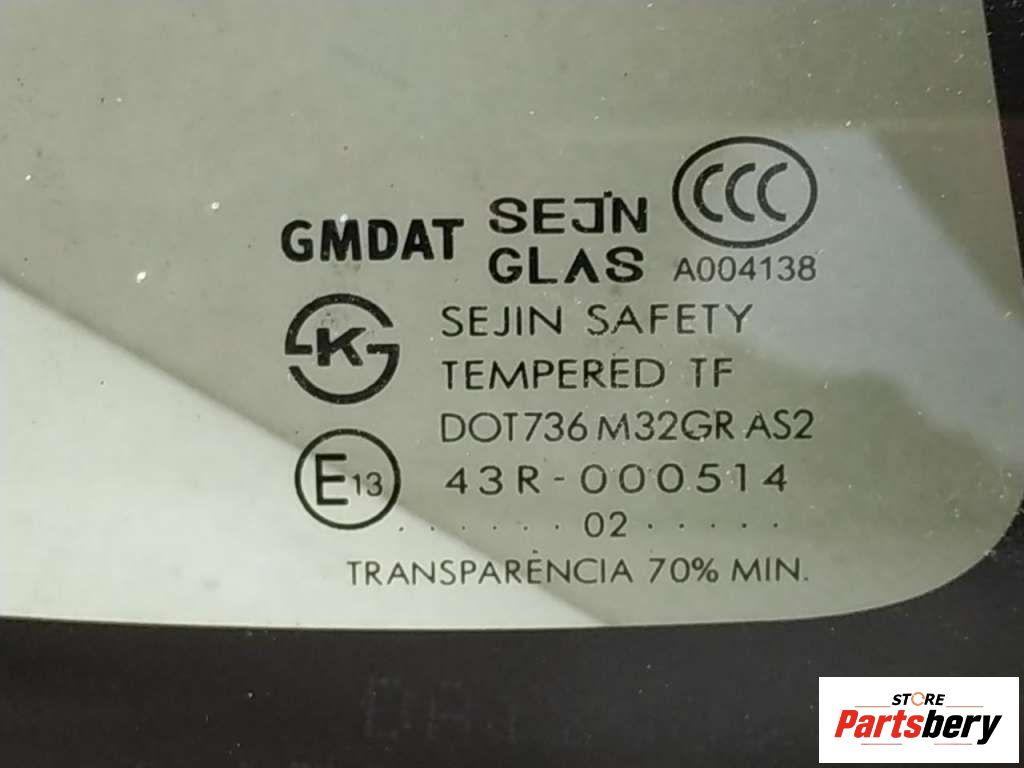 GMDAT
SEJIN
GLAS
CCC
A004138
K
SEJIN SAFETY
TEMPERED TF
DOT736 M32GR AS2
E13
43R-000514
. . . . . . 02 . . . . .
TRANSPARÊNCIA 70% MIN.
STORE
Partsbery